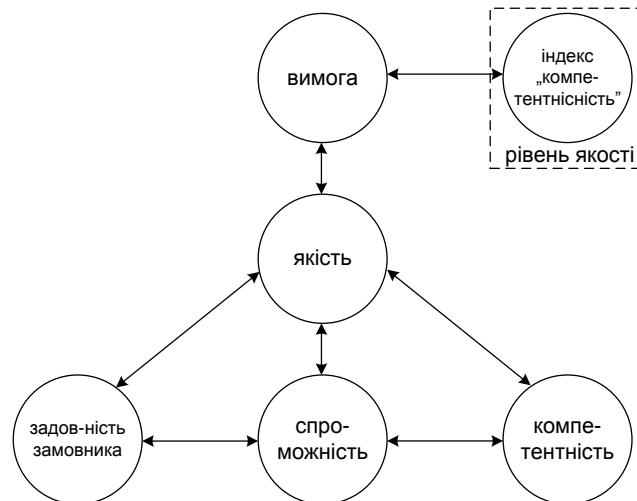 вимога
індекс
„компе-
тентнісність”
рівень якості
якість
задов-ність
замовника
спро-
можність
компе-
тентність